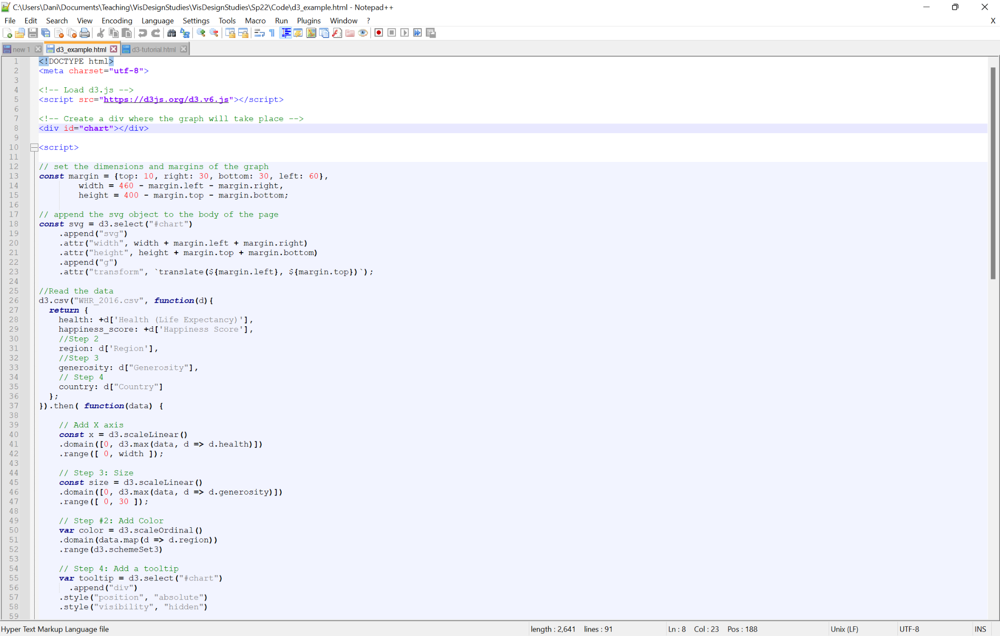 C:\Users\Dani\Documents\Teaching\VisDesignStudies\VisDesignStudies\Sp22\Code\d3_example.html - Notepad++
File Edit Search View Encoding Language Settings Tools Macro Run Plugins Window ? X
new 1 d3_example.html d3-tutorial.html
1 <!DOCTYPE html>
2 <meta charset="utf-8">
3
4 <!-- Load d3.js -->
5 <script src="https://d3js.org/d3.v6.js"></script>
6
7 <!-- Create a div where the graph will take place -->
8 <div id="chart"></div>
9
10 <script>
11
12 // set the dimensions and margins of the graph
13 const margin = {top: 10, right: 30, bottom: 30, left: 60},
14 width = 460 - margin.left - margin.right,
15 height = 400 - margin.top - margin.bottom;
16
17 // append the svg object to the body of the page
18 const svg = d3.select("#chart")
19 .append("svg")
20 .attr("width", width + margin.left + margin.right)
21 .attr("height", height + margin.top + margin.bottom)
22 .append("g")
23 .attr("transform", `translate(${margin.left}, ${margin.top})`);
24
25 //Read the data
26 d3.csv("WHR_2016.csv", function(d){
27 return {
28 health: +d['Health (Life Expectancy)'],
29 happiness_score: +d['Happiness Score'],
30 //Step 2
31 region: d['Region'],
32 //Step 3
33 generosity: d["Generosity"],
34 // Step 4
35 country: d["Country"]
36 };
37 }).then( function(data) {
38
39 // Add X axis
40 const x = d3.scaleLinear()
41 .domain([0, d3.max(data, d => d.health)])
42 .range([ 0, width ]);
43
44 // Step 3: Size
45 const size = d3.scaleLinear()
46 .domain([0, d3.max(data, d => d.generosity)])
47 .range([ 0, 30 ]);
48
49 // Step #2: Add Color
50 var color = d3.scaleOrdinal()
51 .domain(data.map(d => d.region))
52 .range(d3.schemeSet3)
53
54 // Step 4: Add a tooltip
55 var tooltip = d3.select("#chart")
56 .append("div")
57 .style("position", "absolute")
58 .style("visibility", "hidden")
59
Hyper Text Markup Language file length : 2,641 lines : 91 Ln : 8 Col : 23 Pos : 188 Unix (LF) UTF-8 INS